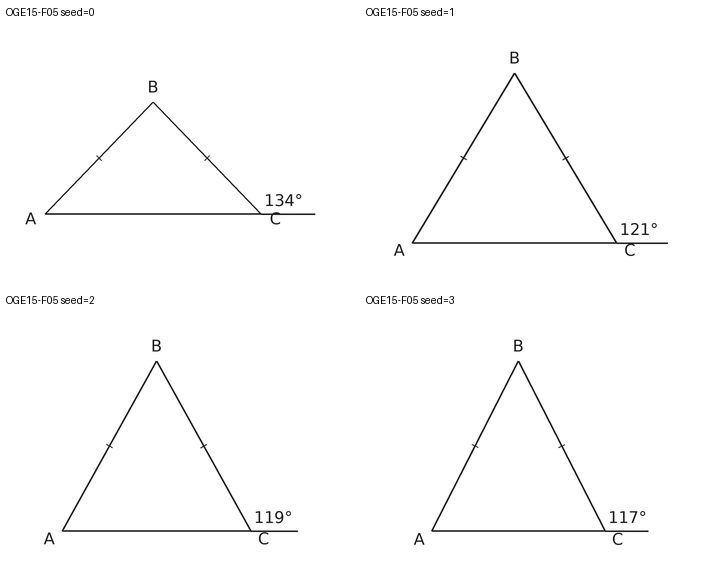 OGE15-F05 seed=0
B
134°
A
C
OGE15-F05 seed=1
B
121°
A
C
OGE15-F05 seed=2
B
119°
A
C
OGE15-F05 seed=3
B
117°
A
C